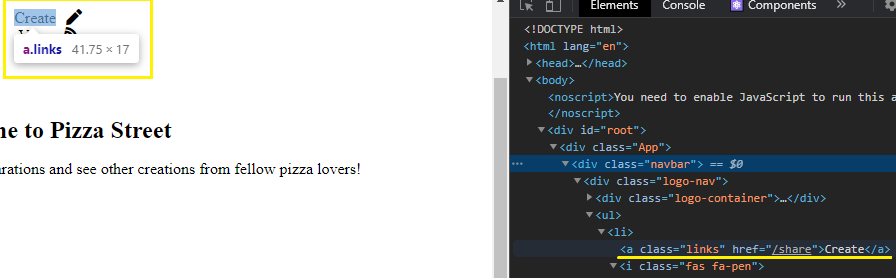 Create
a.links 41.75 × 17
ne to Pizza Street
arations and see other creations from fellow pizza lovers!
Elements Console Components
<!DOCTYPE html>
<html lang="en">
<head>…</head>
<body>
<noscript>You need to enable JavaScript to run this a
</noscript>
<div id="root">
<div class="App">
… <div class="navbar"> == $0
<div class="logo-nav">
<div class="logo-container">…</div>
<ul>
<li>
<a class="links" href="/share">Create</a>
<i class="fas fa-pen">